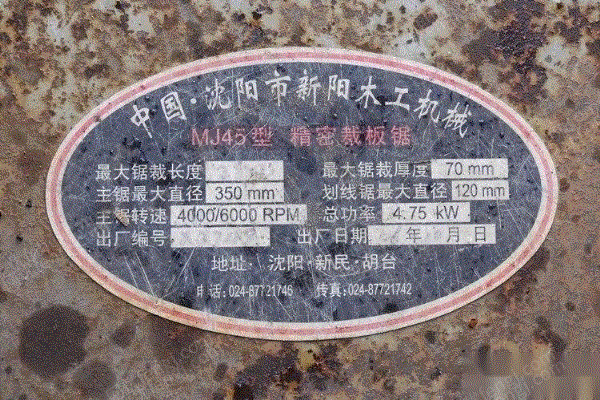 中国·沈阳市新阳木工机械
MJ45型 精密裁板锯
最大锯裁长度 最大锯裁厚度 70 mm
主锯最大直径 350 mm 划线锯最大直径 120 mm
主锯转速 4000/6000 RPM 总功率 4.75 kW
出厂编号 出厂日期 年 月 日
地址：沈阳·新民·胡台
电话:024-87721746 传真:024-87721742